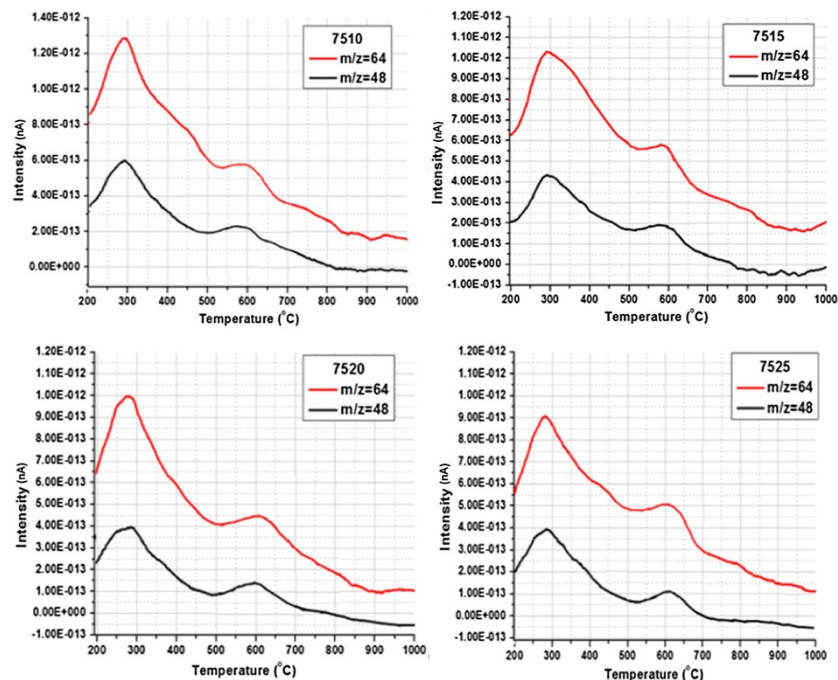 7510
m/z=64
m/z=48
Intensity (nA)
1.40E-012
1.20E-012
1.00E-012
8.00E-013
6.00E-013
4.00E-013
2.00E-013
0.00E+000
200 300 400 500 600 700 800 900 1000
Temperature (°C)
7515
m/z=64
m/z=48
Intensity (nA)
1.20E-012
1.10E-012
1.00E-012
9.00E-013
8.00E-013
7.00E-013
6.00E-013
5.00E-013
4.00E-013
3.00E-013
2.00E-013
1.00E-013
0.00E+000
-1.00E-013
200 300 400 500 600 700 800 900 1000
Temperature (°C)
7520
m/z=64
m/z=48
Intensity (nA)
1.20E-012
1.10E-012
1.00E-012
9.00E-013
8.00E-013
7.00E-013
6.00E-013
5.00E-013
4.00E-013
3.00E-013
2.00E-013
1.00E-013
0.00E+000
-1.00E-013
200 300 400 500 600 700 800 900 1000
Temperature (°C)
7525
m/z=64
m/z=48
Intensity (nA)
1.20E-012
1.10E-012
1.00E-012
9.00E-013
8.00E-013
7.00E-013
6.00E-013
5.00E-013
4.00E-013
3.00E-013
2.00E-013
1.00E-013
0.00E+000
-1.00E-013
200 300 400 500 600 700 800 900 1000
Temperature (°C)